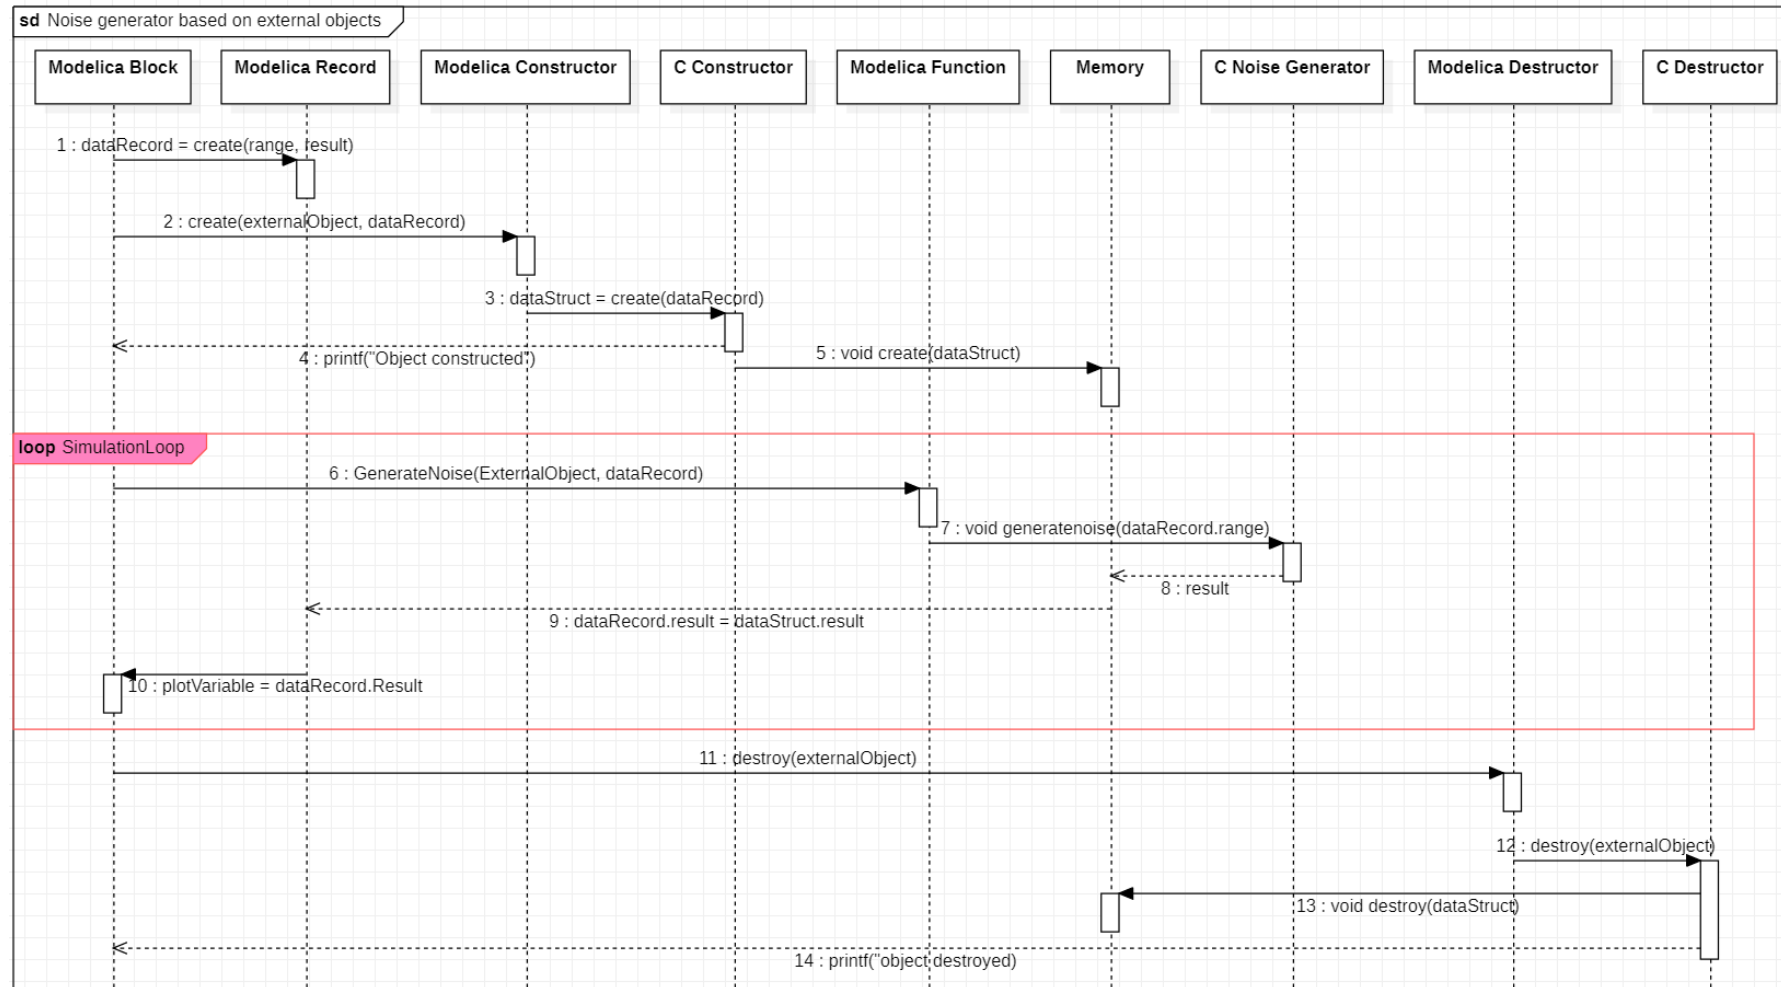 sd Noise generator based on external objects
Modelica Block
Modelica Record
Modelica Constructor
C Constructor
Modelica Function
Memory
C Noise Generator
Modelica Destructor
C Destructor
1 : dataRecord = create(range, result)
2 : create(externalObject, dataRecord)
3 : dataStruct = create(dataRecord)
4 : printf("Object constructed")
5 : void create(dataStruct)
loop SimulationLoop
6 : GenerateNoise(ExternalObject, dataRecord)
7 : void generatenoise(dataRecord.range)
8 : result
9 : dataRecord.result = dataStruct.result
10 : plotVariable = dataRecord.Result
11 : destroy(externalObject)
12 : destroy(externalObject)
13 : void destroy(dataStruct)
14 : printf("object destroyed)